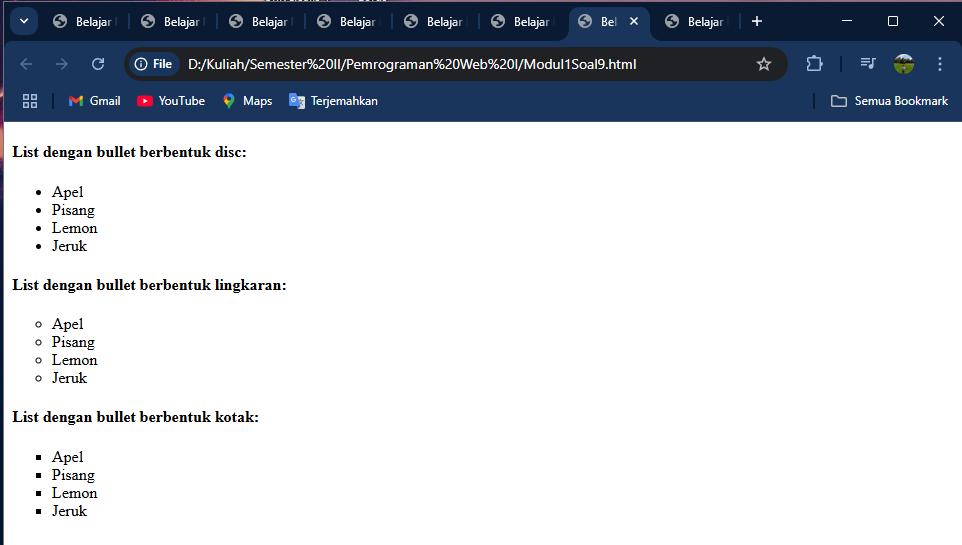 Belajar Belajar Belajar Belajar Belajar Belajar Bel Belajar
File D:/Kuliah/Semester%20II/Pemrograman%20Web%20I/Modul1Soal9.html
Gmail YouTube Maps Terjemahkan Semua Bookmark
List dengan bullet berbentuk disc:
Apel
Pisang
Lemon
Jeruk
List dengan bullet berbentuk lingkaran:
Apel
Pisang
Lemon
Jeruk
List dengan bullet berbentuk kotak:
Apel
Pisang
Lemon
Jeruk